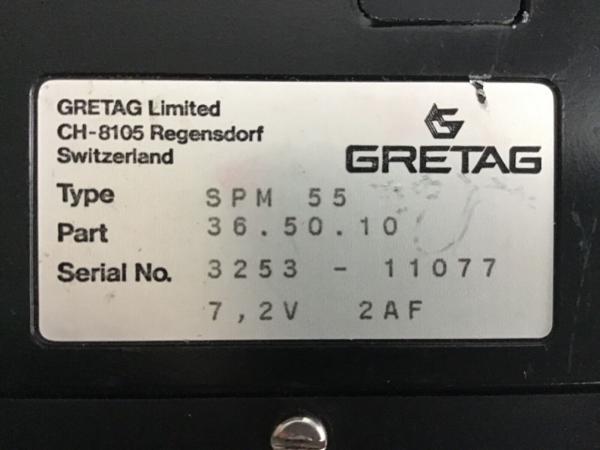 GRETAG Limited
CH-8105 Regensdorf
Switzerland
GRETAG
Type SPM 55
Part 36.50.10
Serial No. 3253 - 11077
7,2V 2AF